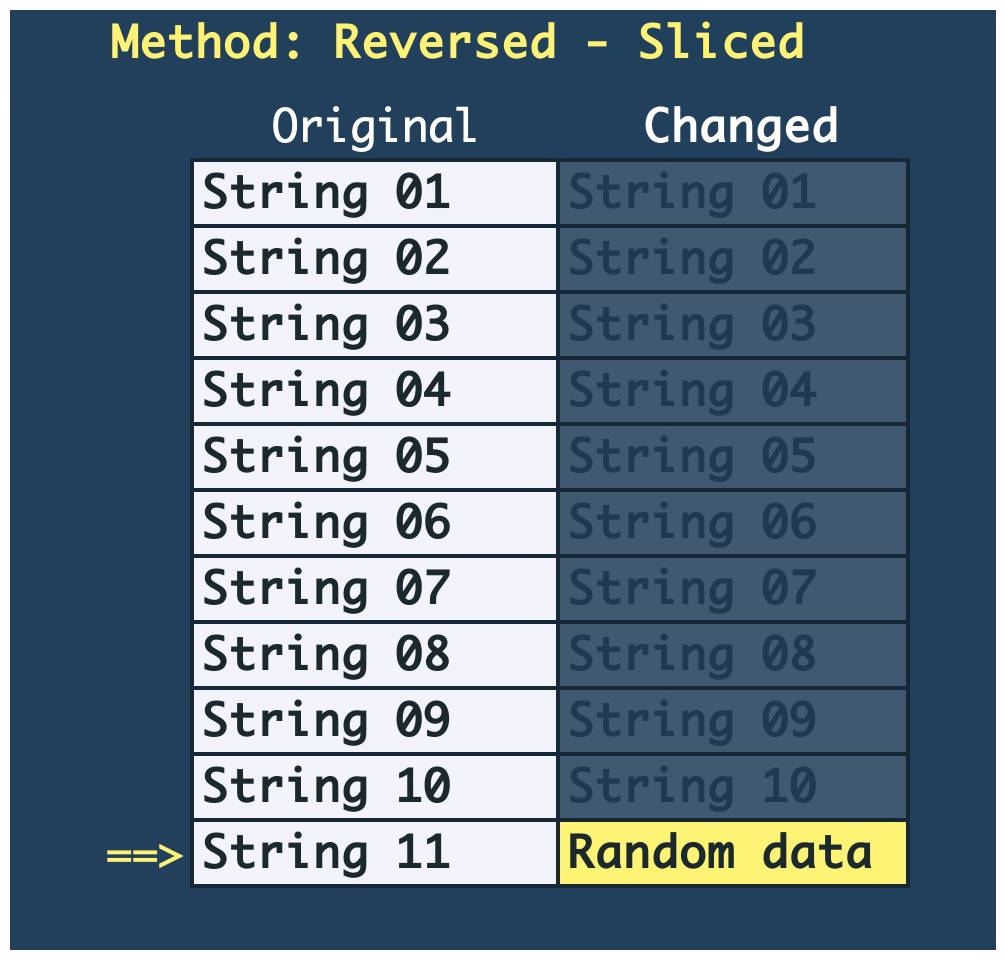 Method: Reversed - Sliced
Original Changed
String 01 String 01
String 02 String 02
String 03 String 03
String 04 String 04
String 05 String 05
String 06 String 06
String 07 String 07
String 08 String 08
String 09 String 09
String 10 String 10
==> String 11 Random data